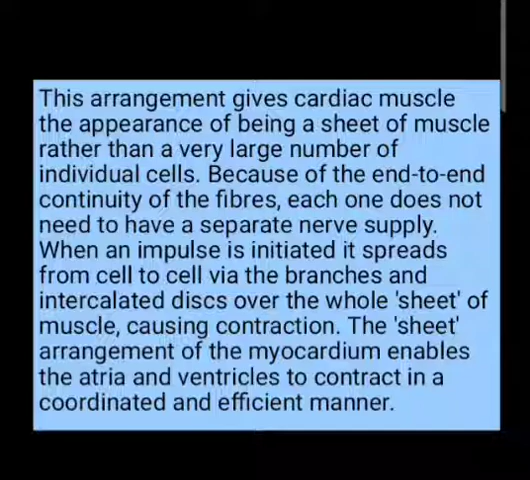 This arrangement gives cardiac muscle
the appearance of being a sheet of muscle
rather than a very large number of
individual cells. Because of the end-to-end
continuity of the fibres, each one does not
need to have a separate nerve supply.
When an impulse is initiated it spreads
from cell to cell via the branches and
intercalated discs over the whole 'sheet' of
muscle, causing contraction. The 'sheet'
arrangement of the myocardium enables
the atria and ventricles to contract in a
coordinated and efficient manner.